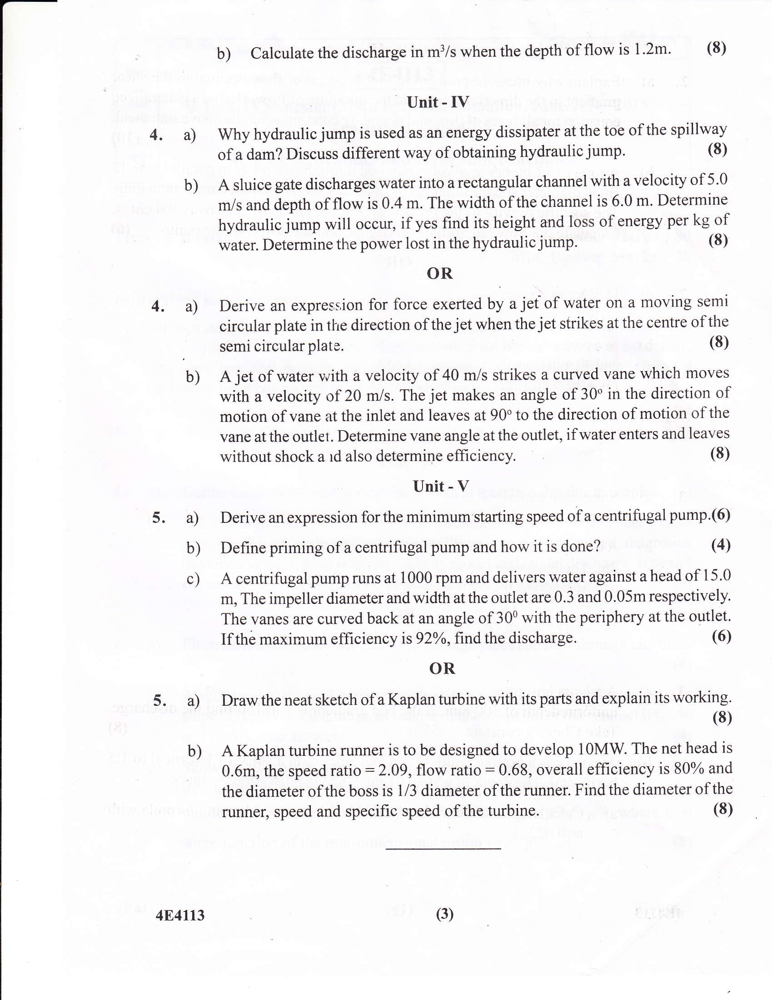 b) Calculate the discharge in m³/s when the depth of flow is 1.2m. (8)
Unit - IV
4. a) Why hydraulic jump is used as an energy dissipater at the toe of the spillway
of a dam? Discuss different way of obtaining hydraulic jump. (8)
b) A sluice gate discharges water into a rectangular channel with a velocity of 5.0
m/s and depth of flow is 0.4 m. The width of the channel is 6.0 m. Determine
hydraulic jump will occur, if yes find its height and loss of energy per kg of
water. Determine the power lost in the hydraulic jump. (8)
OR
4. a) Derive an expression for force exerted by a jet of water on a moving semi
circular plate in the direction of the jet when the jet strikes at the centre of the
semi circular plate. (8)
b) A jet of water with a velocity of 40 m/s strikes a curved vane which moves
with a velocity of 20 m/s. The jet makes an angle of 30° in the direction of
motion of vane at the inlet and leaves at 90° to the direction of motion of the
vane at the outlet. Determine vane angle at the outlet, if water enters and leaves
without shock and also determine efficiency. (8)
Unit - V
5. a) Derive an expression for the minimum starting speed of a centrifugal pump.(6)
b) Define priming of a centrifugal pump and how it is done? (4)
c) A centrifugal pump runs at 1000 rpm and delivers water against a head of 15.0
m, The impeller diameter and width at the outlet are 0.3 and 0.05m respectively.
The vanes are curved back at an angle of 30⁰ with the periphery at the outlet.
If the maximum efficiency is 92%, find the discharge. (6)
OR
5. a) Draw the neat sketch of a Kaplan turbine with its parts and explain its working.
(8)
b) A Kaplan turbine runner is to be designed to develop 10MW. The net head is
0.6m, the speed ratio = 2.09, flow ratio = 0.68, overall efficiency is 80% and
the diameter of the boss is 1/3 diameter of the runner. Find the diameter of the
runner, speed and specific speed of the turbine. (8)
4E4113 (3)